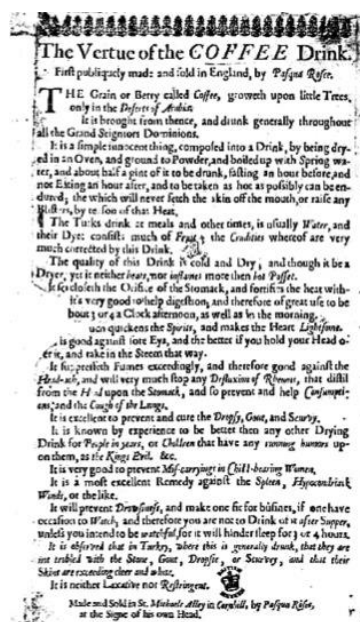 The Vertue of the COFFEE Drink.
First publiquely made and sold in England, by Pasqua Rosee.
THE Grain or Berry called Coffee, groweth upon little Trees,
only in the Deserts of Arabia.
It is brought from thence, and drunk generally throughout
all the Grand Seigniors Dominions.
It is a simple innocent thing, composed into a Drink, by being dry-
ed in an Oven, and ground to Powder, and boiled up with Spring wa-
ter, and about half a pint of it to be drunk, fasting an hour before, and
not Eating an hour after, and to be taken as hot as possibly can be en-
dured; the which will never fetch the skin off the mouth, or raise any
Blisters, by reason of that Heat.
The Turks drink at meals and other times, is usually Water, and
their Dyet consists much of Fruit, the Crudities whereof are very
much corrected by this Drink.
The quality of this Drink is cold and Dry; and though it be a
Dryer, yet it neither heats, nor inflames more then hot Posset.
It so closeth the Orifice of the Stomack, and fortifies the heat with-
it's very good to help digestion, and therefore of great use to be
bout 3 or 4 a Clock afternoon, as well as in the morning.
uch quickens the Spirits, and makes the Heart Lightsome.
is good against sore Eys, and the better if you hold your Head o-
er it, and take in the Steem that way.
It suppresseth Fumes exceedingly, and therefore good against the
Head-ach, and will very much stop any Defluxion of Rheums, that distil
from the Head upon the Stomack, and so prevent and help Consumpti-
ons; and the Cough of the Lungs.
It is excellent to prevent and cure the Dropsy, Gout, and Scurvy.
It is known by experience to be better then any other Drying
Drink for People in years, or Children that have any running humors up-
on them, as the Kings Evil. &c.
It is very good to prevent Mis-carryings in Child-bearing Women.
It is a most excellent Remedy against the Spleen, Hypocondriack
Winds, or the like.
It will prevent Drowsiness, and make one fit for busines, if one have
occasion to Watch; and therefore you are not to Drink of it after Supper,
unless you intend to be watchful, for it will hinder sleep for 3 or 4 hours.
It is observed that in Turkey, where this is generally drunk, that they are
not trobled with the Stone, Gout, Dropsie, or Scurvey, and that their
Skins are exceeding cleer and white.
It is neither Laxative nor Restringent.
Made and Sold in St. Michaels Alley in Cornhill, by Pasqua Rosee,
at the Signe of his own Head.